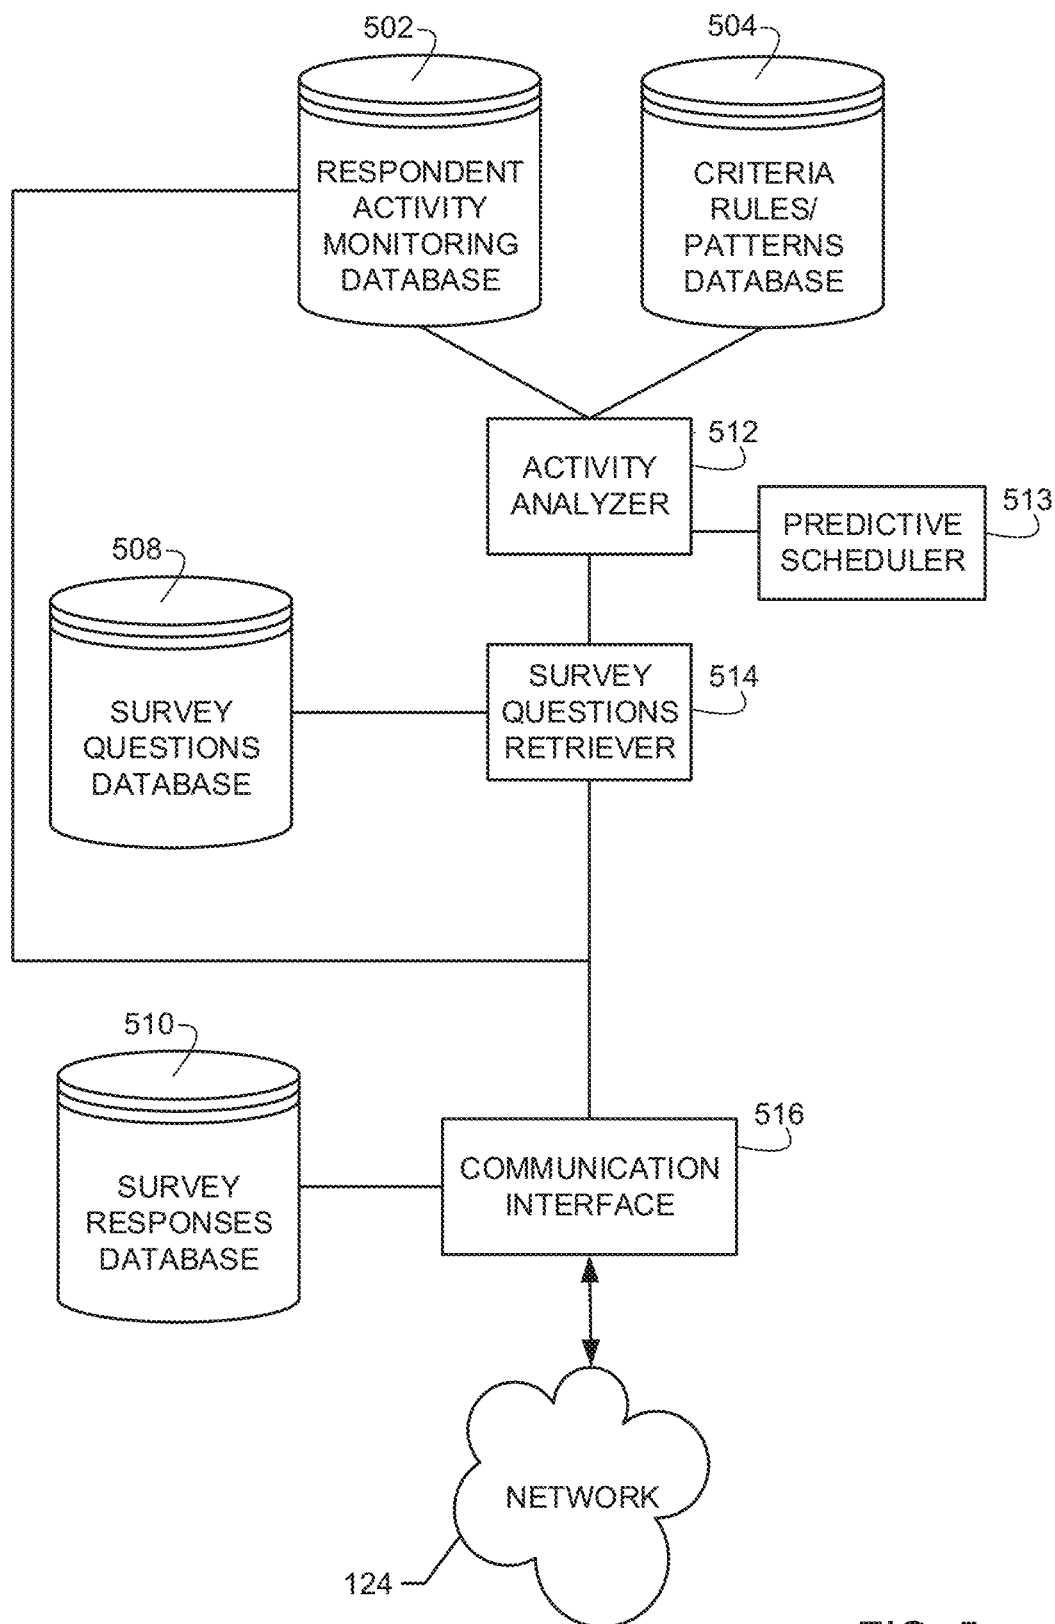 502
504
RESPONDENT
ACTIVITY
MONITORING
DATABASE
CRITERIA
RULES/
PATTERNS
DATABASE
512
ACTIVITY
ANALYZER
513
PREDICTIVE
SCHEDULER
508
SURVEY
QUESTIONS
DATABASE
514
SURVEY
QUESTIONS
RETRIEVER
510
SURVEY
RESPONSES
DATABASE
516
COMMUNICATION
INTERFACE
NETWORK
124